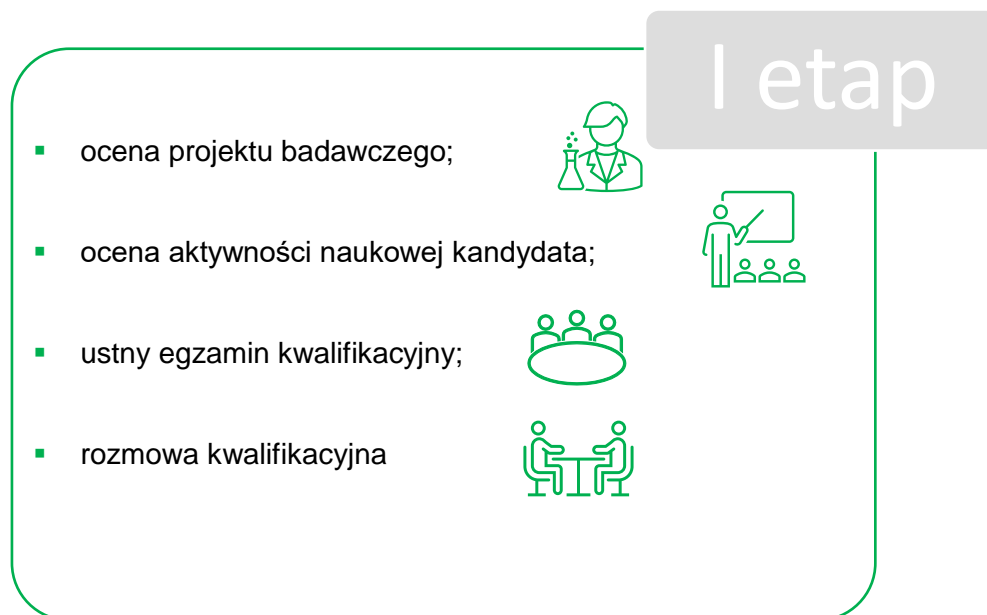 I etap
ocena projektu badawczego;
ocena aktywności naukowej kandydata;
ustny egzamin kwalifikacyjny;
rozmowa kwalifikacyjna